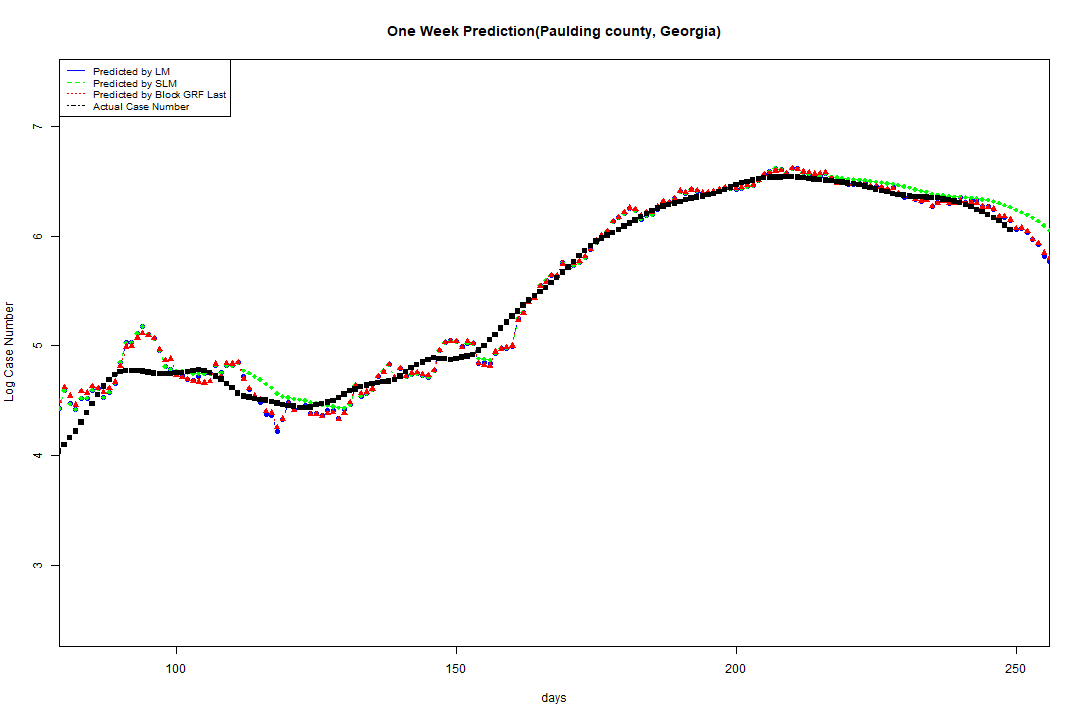 One Week Prediction(Paulding county, Georgia)
Predicted by LM
Predicted by SLM
Predicted by Block GRF Last
Actual Case Number
Log Case Number
7
6
5
4
3
100 150 200 250
days